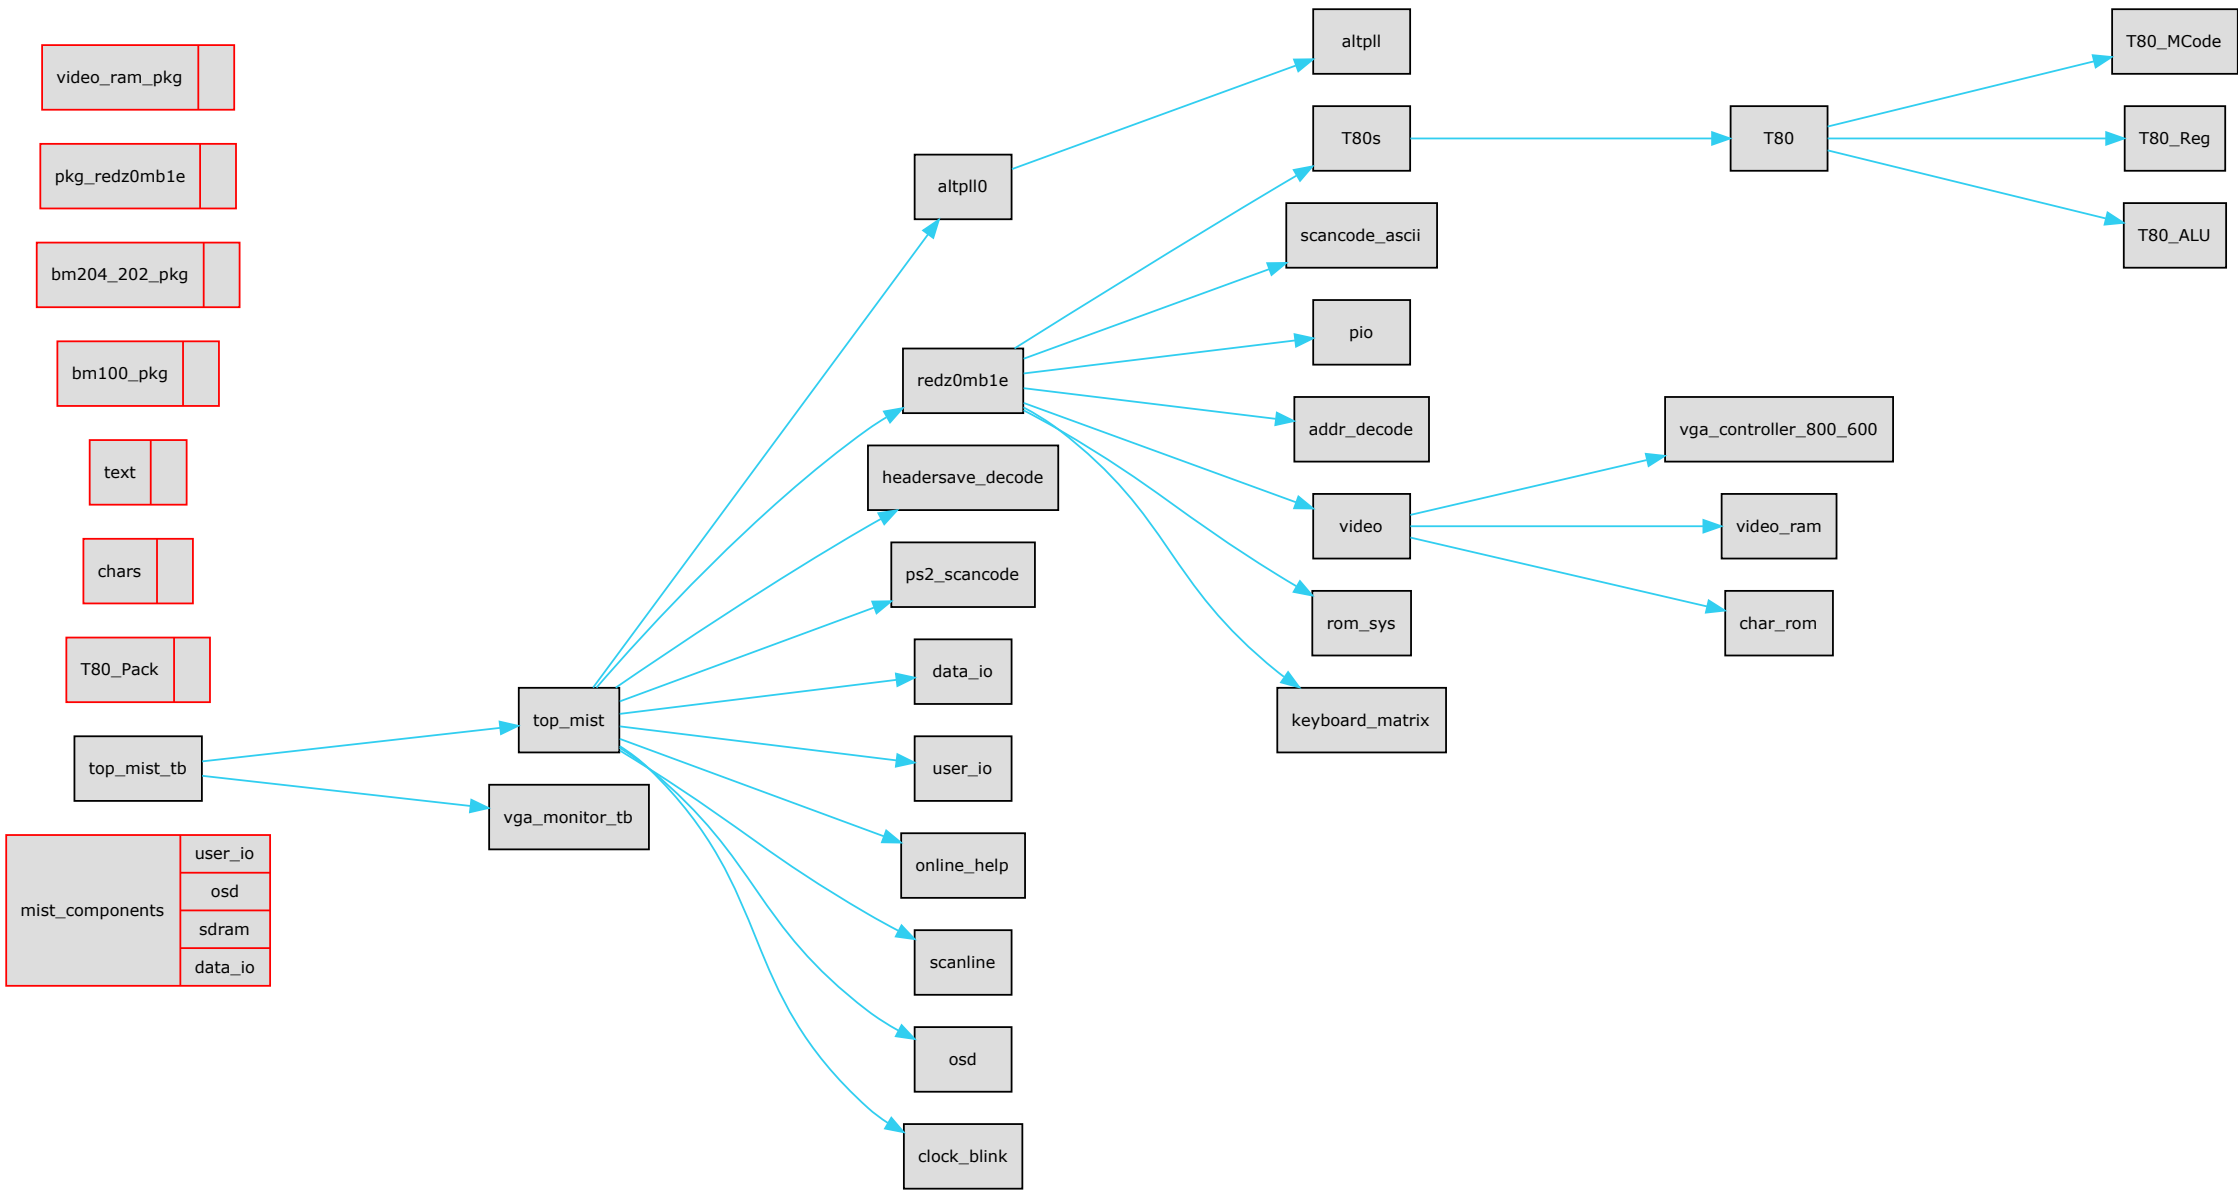 video_ram_pkg
pkg_redz0mb1e
bm204_202_pkg
bm100_pkg
text
chars
T80_Pack
top_mist_tb
mist_components
user_io
osd
sdram
data_io
top_mist
vga_monitor_tb
altpll0
redz0mb1e
headersave_decode
ps2_scancode
data_io
user_io
online_help
scanline
osd
clock_blink
altpll
T80s
scancode_ascii
pio
addr_decode
video
rom_sys
keyboard_matrix
T80
vga_controller_800_600
video_ram
char_rom
T80_MCode
T80_Reg
T80_ALU